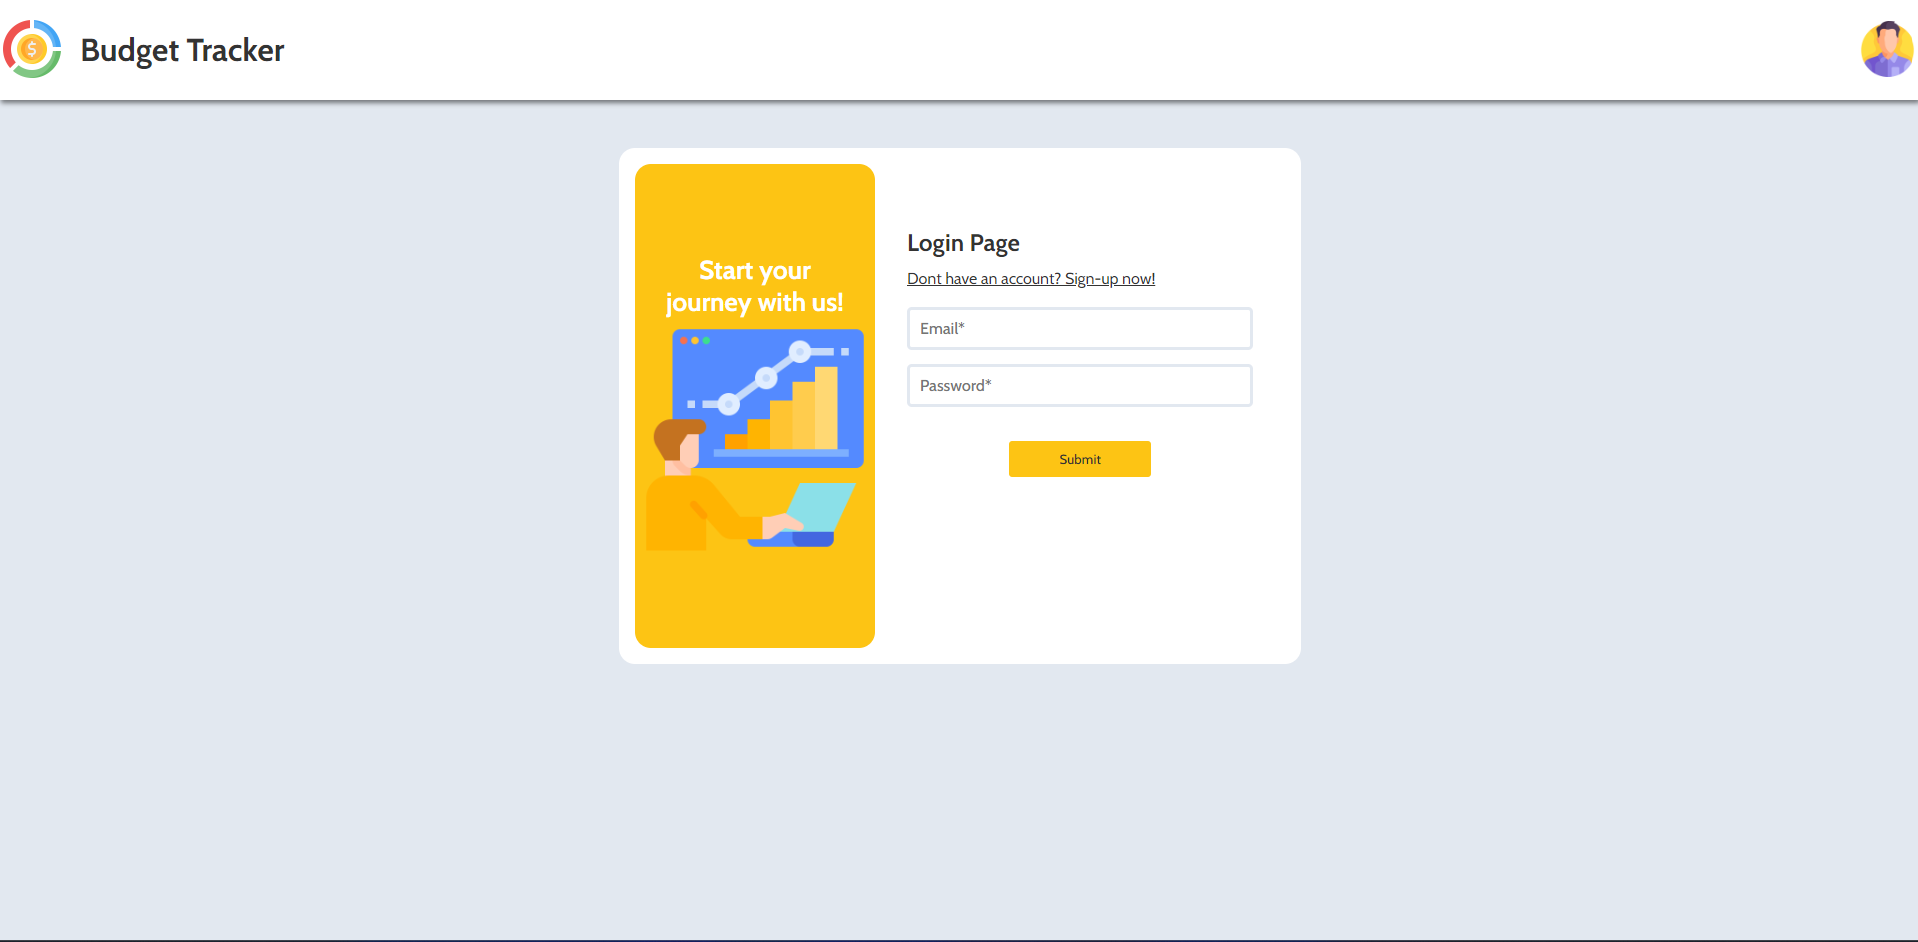 $
Budget Tracker
Start your
journey with us!
Login Page
Dont have an account? Sign-up now!
Email*
Password*
Submit